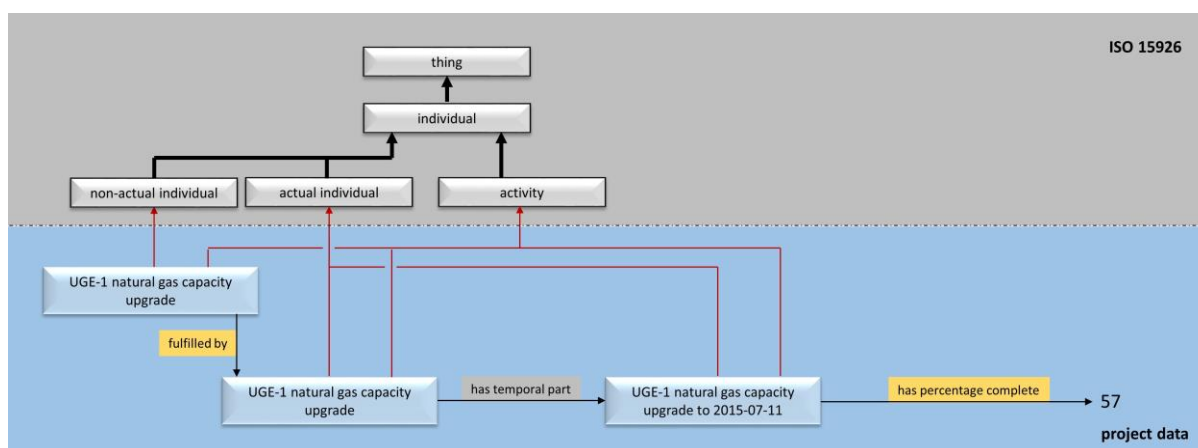 ISO 15926
thing
individual
non-actual individual
actual individual
activity
UGE-1 natural gas capacity
upgrade
fulfilled by
UGE-1 natural gas capacity
upgrade
has temporal part
UGE-1 natural gas capacity
upgrade to 2015-07-11
has percentage complete
57
project data